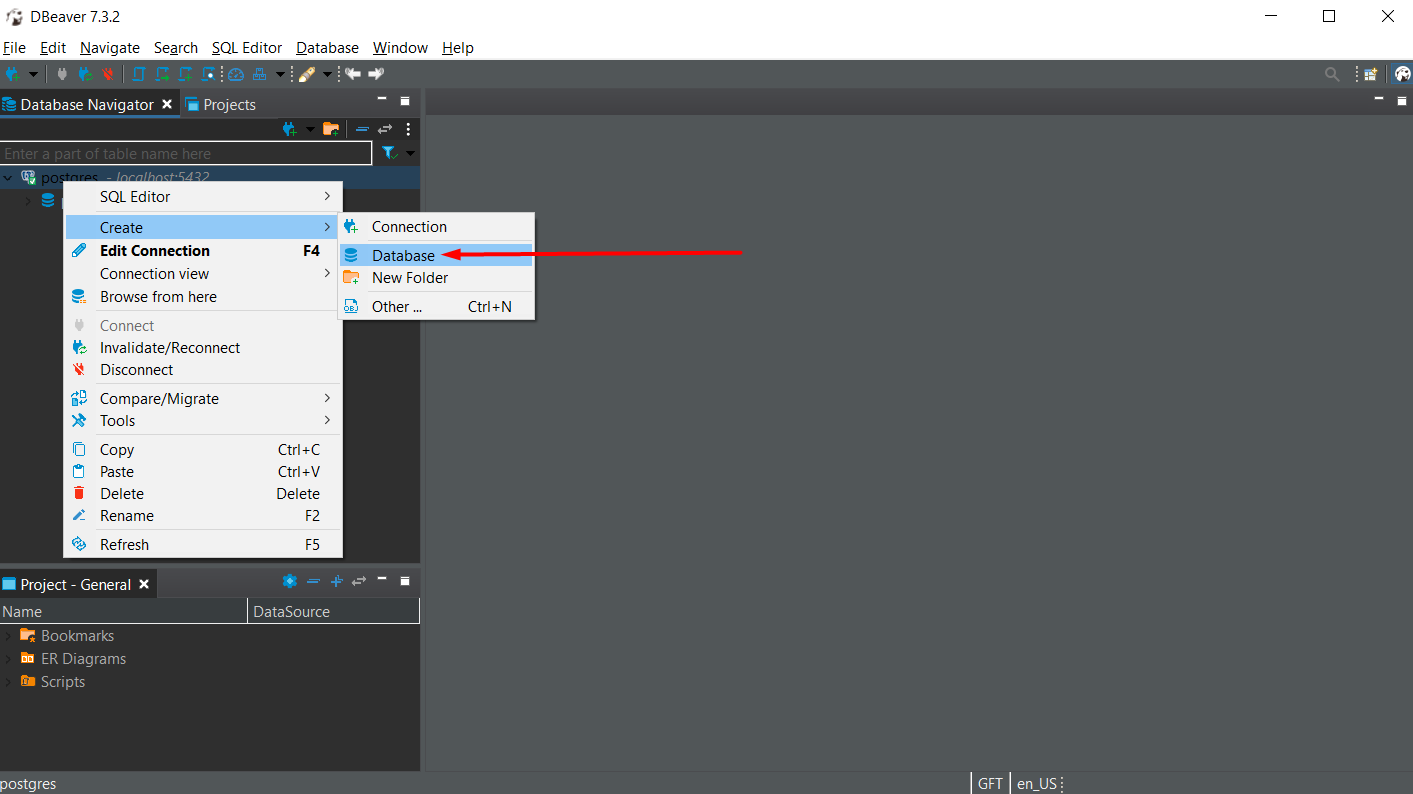 DBeaver 7.3.2
File Edit Navigate Search SQL Editor Database Window Help
Database Navigator Projects
Enter a part of table name here
postgres - localhost:5432
SQL Editor
Create
Edit Connection F4
Connection view
Browse from here
Connect
Invalidate/Reconnect
Disconnect
Compare/Migrate
Tools
Copy Ctrl+C
Paste Ctrl+V
Delete Delete
Rename F2
Refresh F5
Connection
Database
New Folder
Other ... Ctrl+N
Project - General
Name DataSource
Bookmarks
ER Diagrams
Scripts
postgres GFT en_US